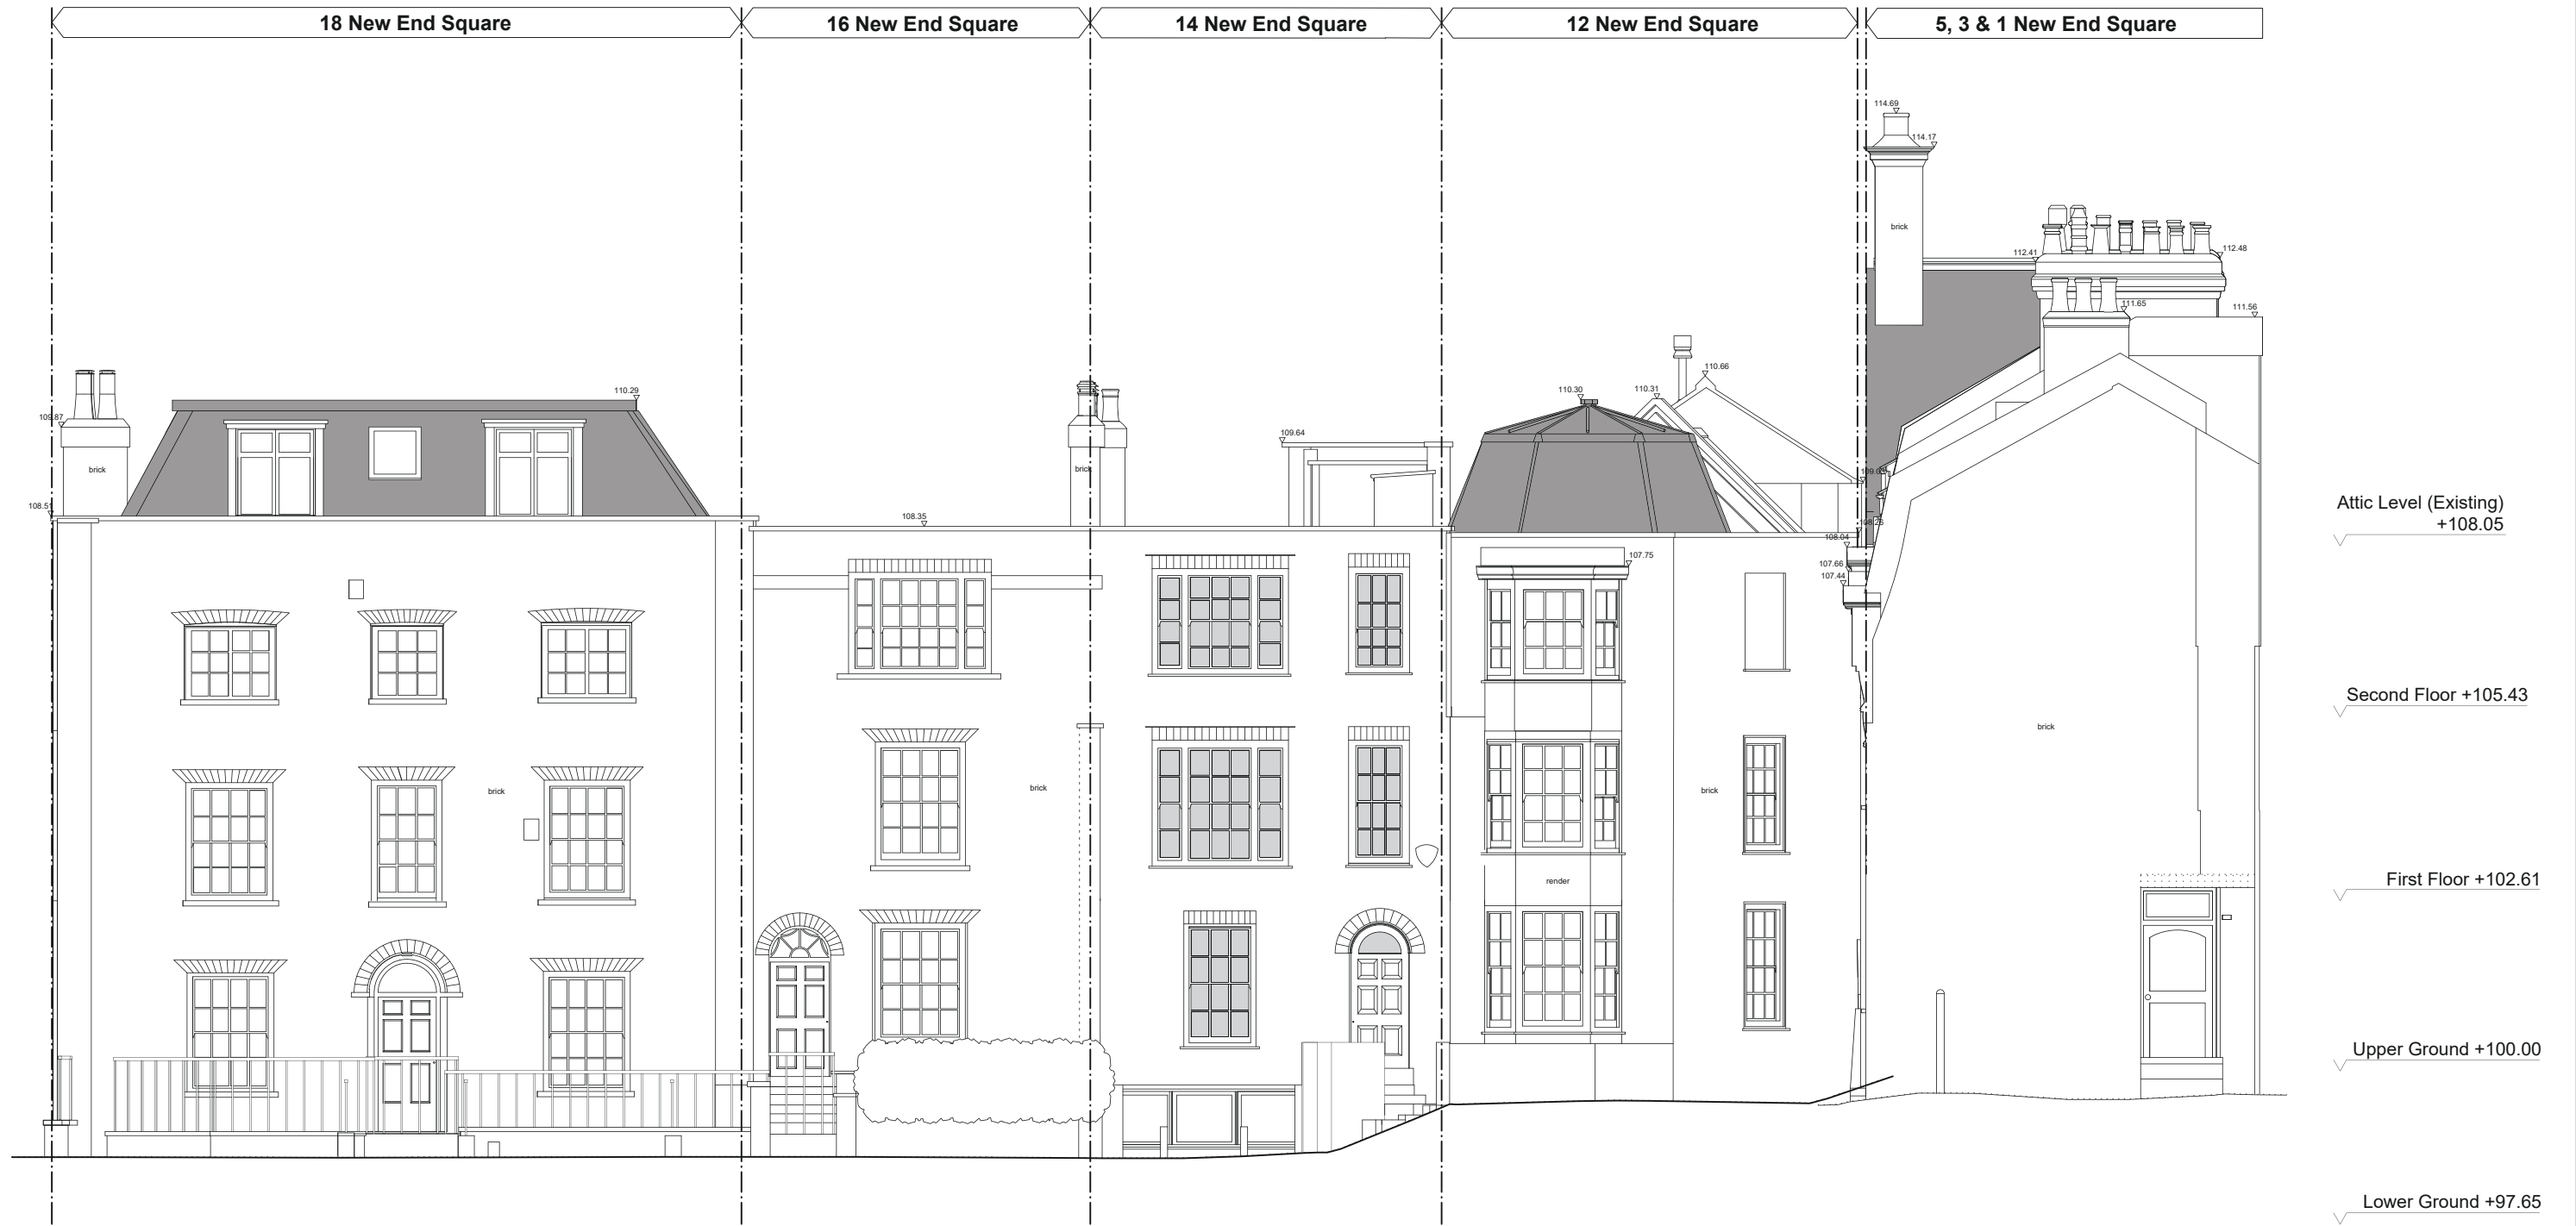 18 New End Square
16 New End Square
14 New End Square
12 New End Square
5, 3 & 1 New End Square
114.69
114.17
brick
112.41
112.48
111.65
111.56
110.66
110.29
110.30
110.31
109.87
109.64
brick
brick
108.51
108.35
108.04
107.75
107.66
107.44
Attic Level (Existing)
+108.05
Second Floor +105.43
brick
brick
brick
brick
render
First Floor +102.61
Upper Ground +100.00
Lower Ground +97.65